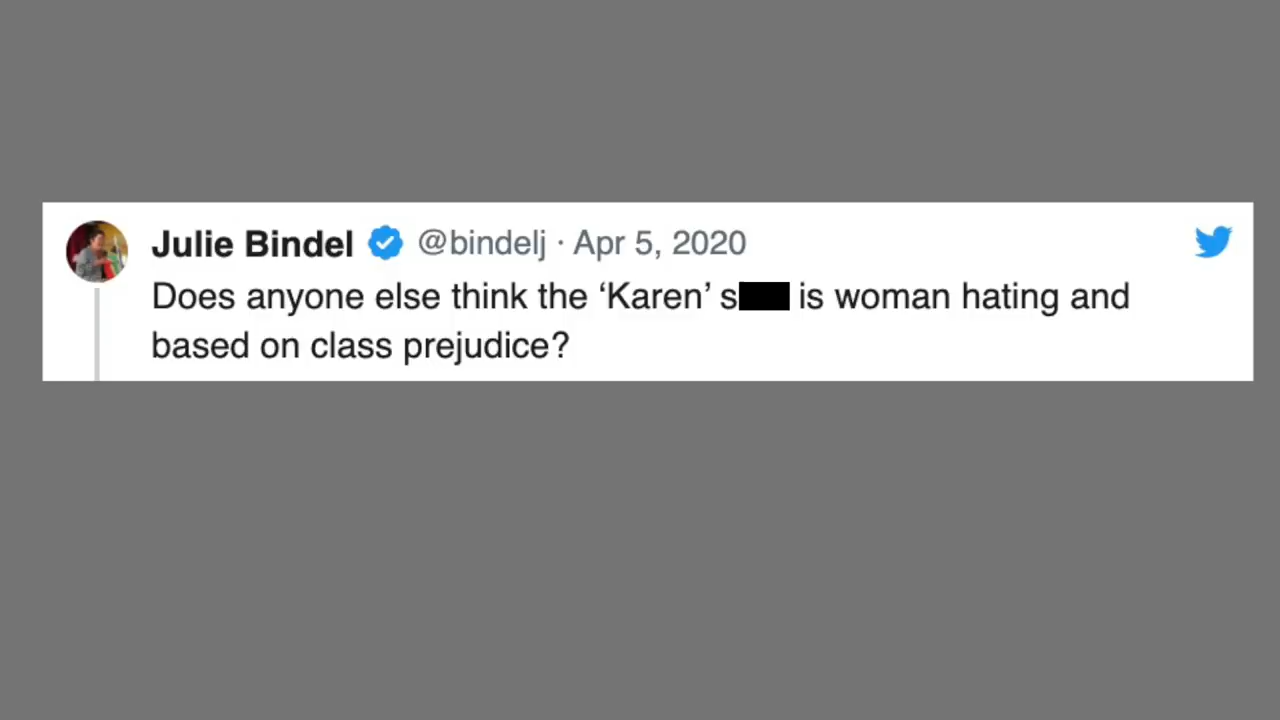 Julie Bindel @bindelj · Apr 5, 2020
Does anyone else think the ‘Karen’ s is woman hating and
based on class prejudice?